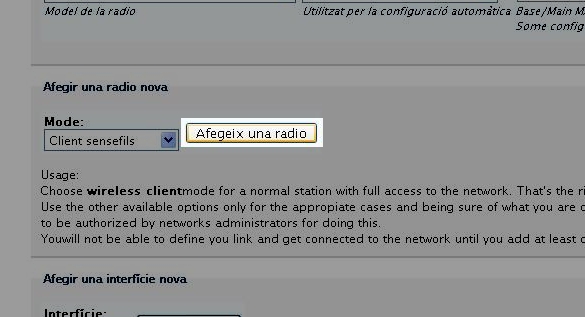 Model de la radio
Utilitzat per la configuració automàtica
Base/Main
Some config
Afegir una radio nova
Mode:
Client sensefils
Afegeix una radio
Usage:
Choose wireless clientmode for a normal station with full access to the network. That's the
Use the other available options only for the appropiate cases and being sure of what you are
to be authorized by networks administrators for doing this.
Youwill not be able to define you link and get connected to the network until you add at least
Afegir una interfície nova
Interfície: